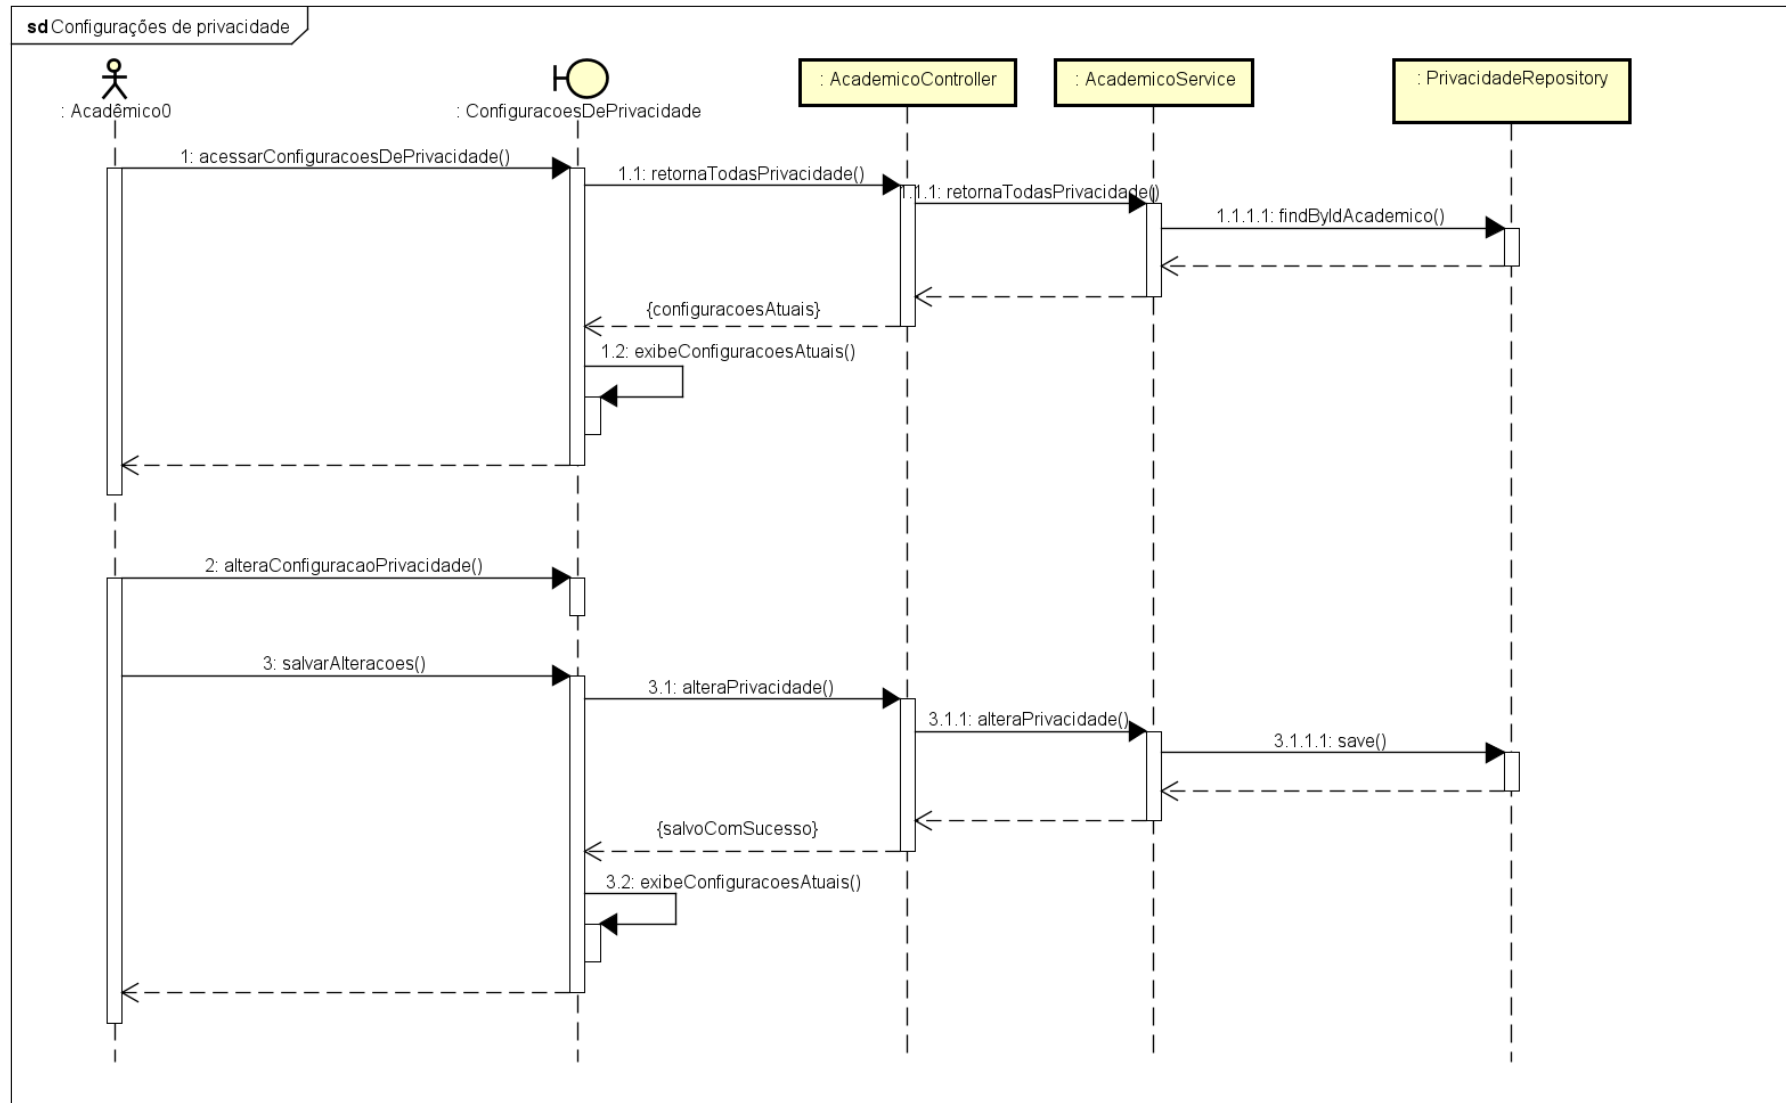 sd Configurações de privacidade
: Acadêmico0
: ConfiguracoesDePrivacidade
: AcademicoController
: AcademicoService
: PrivacidadeRepository
1: acessarConfiguracoesDePrivacidade()
1.1: retornaTodasPrivacidade()
1.1.1: retornaTodasPrivacidade()
1.1.1.1: findByIdAcademico()
{configuracoesAtuais}
1.2: exibeConfiguracoesAtuais()
2: alteraConfiguracaoPrivacidade()
3: salvarAlteracoes()
3.1: alteraPrivacidade()
3.1.1: alteraPrivacidade()
3.1.1.1: save()
{salvoComSucesso}
3.2: exibeConfiguracoesAtuais()